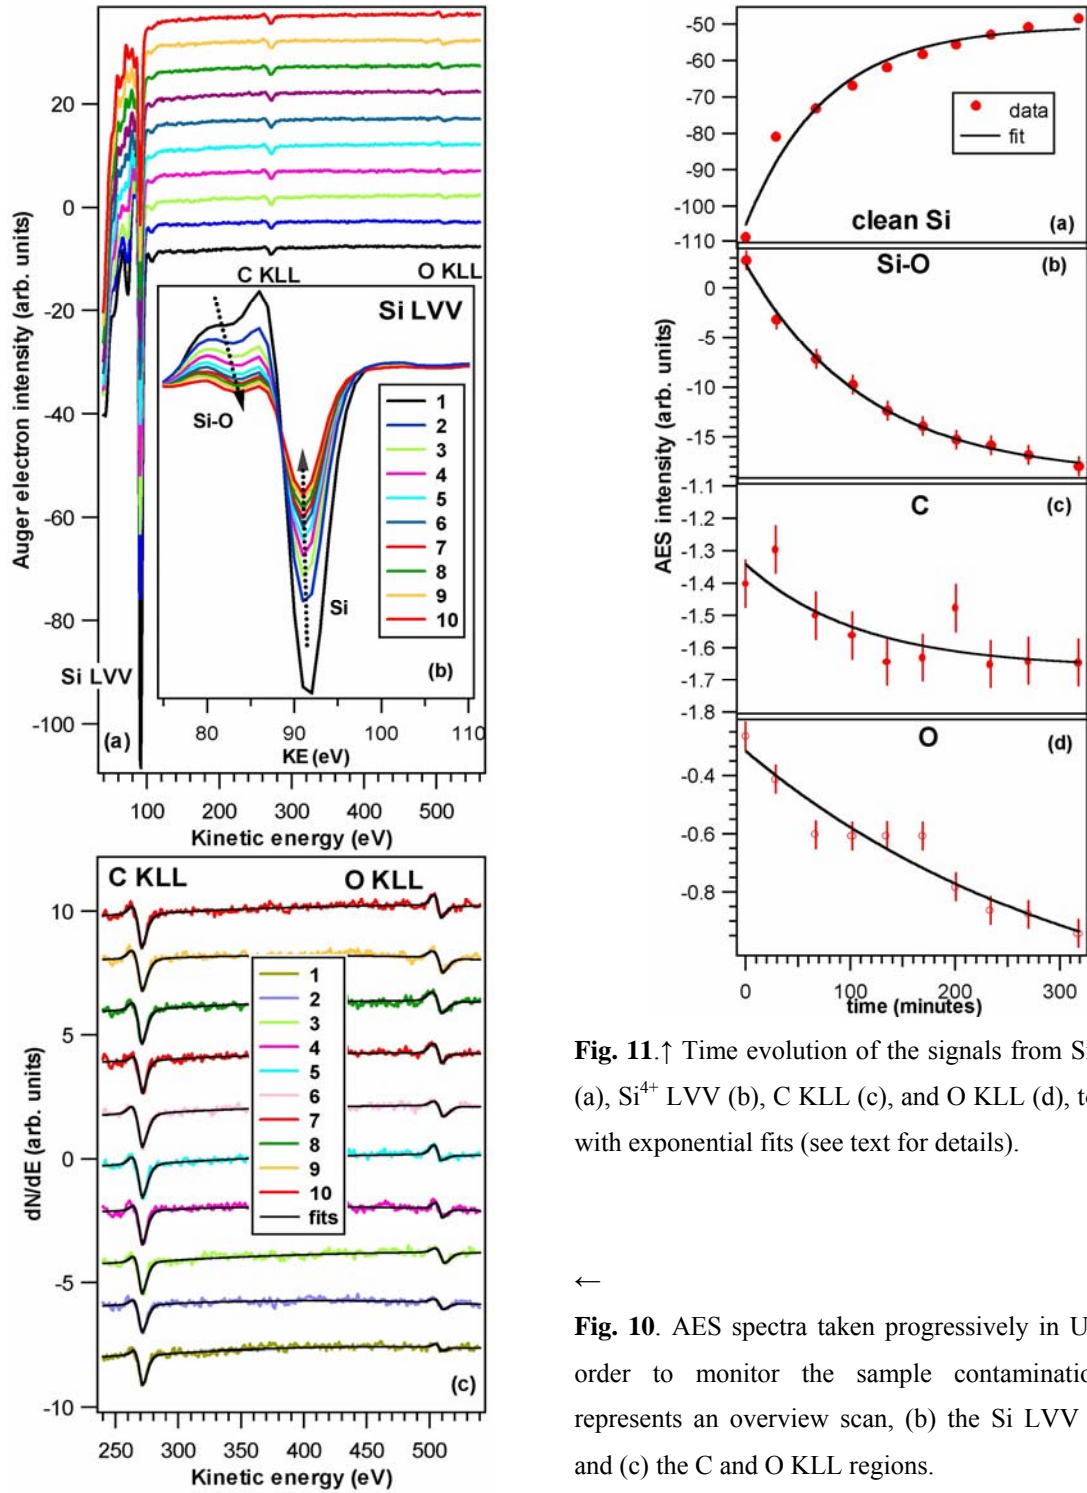 20
0
-20
-40
-60
-80
-100
Auger electron intensity (arb. units)
C KLL
O KLL
Si LVV
Si-O
Si
1
2
3
4
5
6
7
8
9
10
(b)
80
90
100
110
KE (eV)
Si LVV
(a)
100
200
300
400
500
Kinetic energy (eV)
C KLL
O KLL
10
5
0
-5
-10
dN/dE (arb. units)
1
2
3
4
5
6
7
8
9
10
fits
(c)
250
300
350
400
450
500
Kinetic energy (eV)
-50
-60
-70
-80
-90
-100
-110
data
fit
clean Si
(a)
Si-O
(b)
0
-5
-10
-15
AES intensity (arb. units)
-1.1
-1.2
-1.3
-1.4
-1.5
-1.6
-1.7
-1.8
C
(c)
O
(d)
-0.4
-0.6
-0.8
0
100
200
300
time (minutes)
Fig. 11.↑ Time evolution of the signals from Si
(a), Si4+ LVV (b), C KLL (c), and O KLL (d), to
with exponential fits (see text for details).
←
Fig. 10. AES spectra taken progressively in U
order to monitor the sample contamination
represents an overview scan, (b) the Si LVV
and (c) the C and O KLL regions.